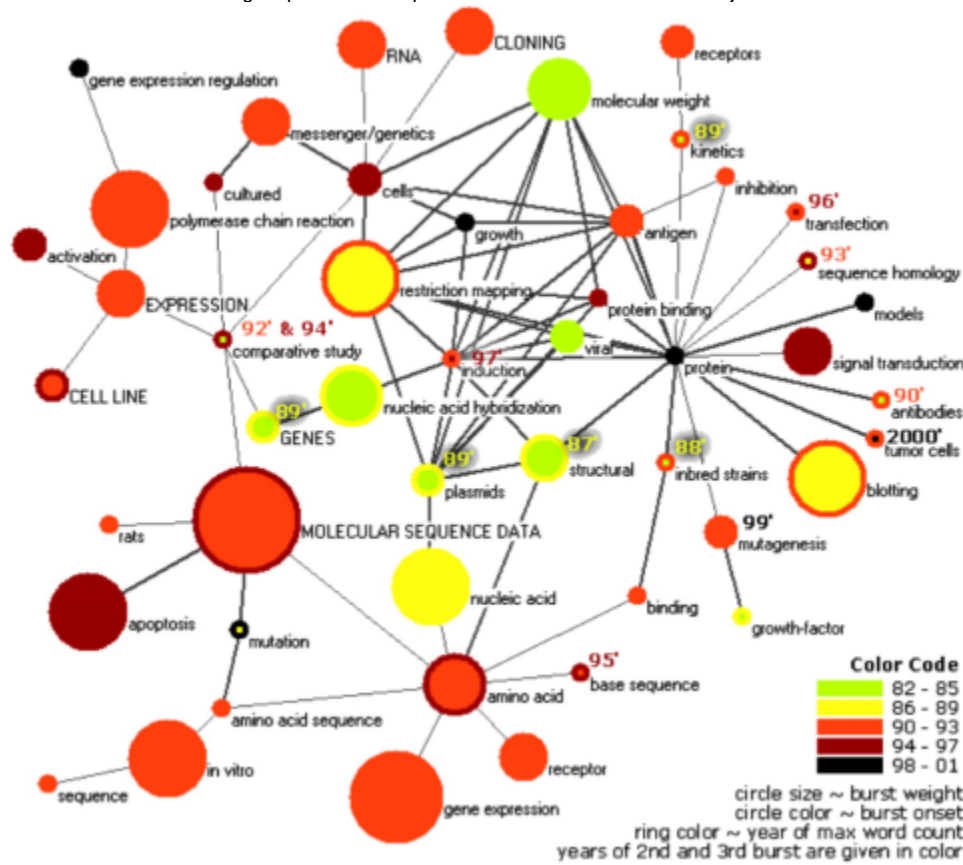 CLONING
RNA
receptors
gene expression regulation
molecular weight
messenger/genetics
89'
kinetics
inhibition
cultured
cells
96'
transfection
polymerase chain reaction
growth
antigen
activation
93'
sequence homology
restriction mapping
EXPRESSION
protein binding
models
92' & 94'
comparative study
viral
97'
induction
protein
signal transduction
CELL LINE
nucleic acid hybridization
89'
GENES
90'
antibodies
2000'
tumor cells
87'
structural
88'
inbred strains
89'
plasmids
blotting
MOLECULAR SEQUENCE DATA
rats
99'
mutagenesis
nucleic acid
apoptosis
mutation
binding
growth-factor
95'
base sequence
amino acid
amino acid sequence
in vitro
receptor
sequence
gene expression
Color Code
82 - 85
86 - 89
90 - 93
94 - 97
98 - 01
circle size ~ burst weight
circle color ~ burst onset
ring color ~ year of max word count
years of 2nd and 3rd burst are given in color